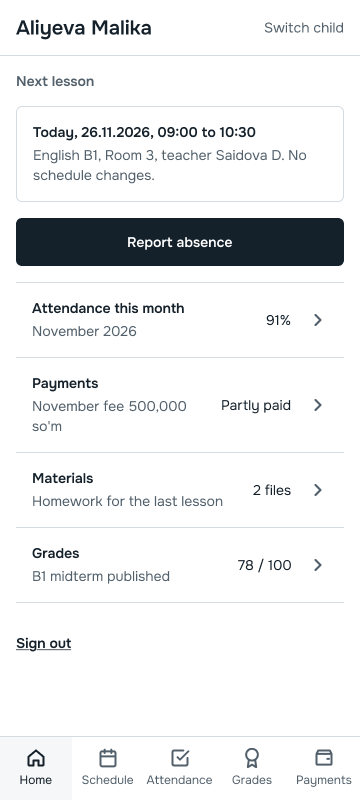 Aliyeva Malika
Switch child
Next lesson
Today, 26.11.2026, 09:00 to 10:30
English B1, Room 3, teacher Saidova D. No
schedule changes.
Report absence
Attendance this month
November 2026
91%
Payments
November fee 500,000
so'm
Partly paid
Materials
Homework for the last lesson
2 files
Grades
B1 midterm published
78 / 100
Sign out
Home
Schedule
Attendance
Grades
Payments